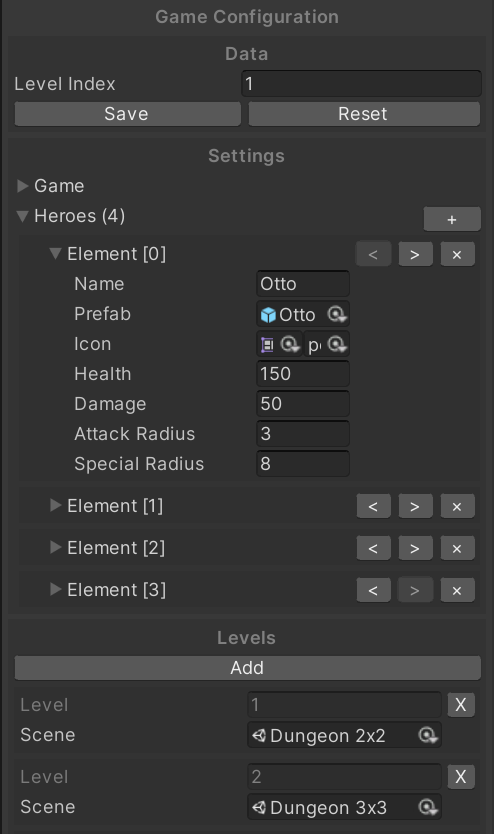 Game Configuration
Data
Level Index 1
Save Reset
Settings
Game
Heroes (4) +
Element [0] < > ×
Name Otto
Prefab Otto
Icon
Health 150
Damage 50
Attack Radius 3
Special Radius 8
Element [1] < > ×
Element [2] < > ×
Element [3] < > ×
Levels
Add
Level 1 X
Scene Dungeon 2x2
Level 2 X
Scene Dungeon 3x3